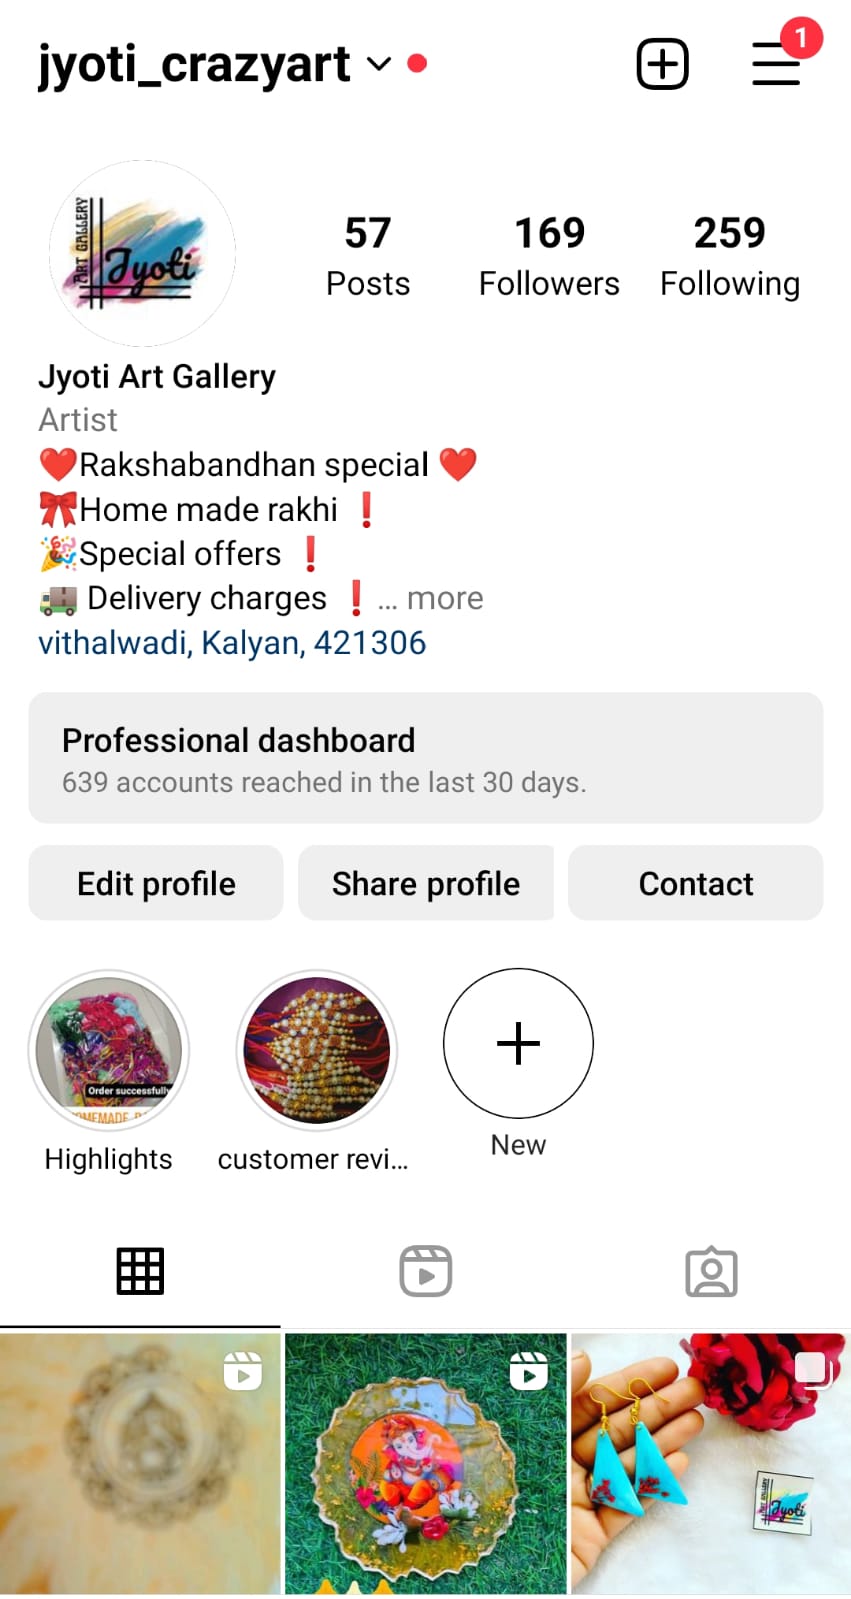 jyoti_crazyart
1
ART GALLERY
Jyoti
57
Posts
169
Followers
259
Following
Jyoti Art Gallery
Artist
❤️Rakshabandhan special ❤️
🎀Home made rakhi ❗
🎉Special offers ❗
🚚 Delivery charges ❗... more
vithalwadi, Kalyan, 421306
Professional dashboard
639 accounts reached in the last 30 days.
Edit profile
Share profile
Contact
Order successfully
Highlights
customer revi...
New
ART GALLERY
Jyoti